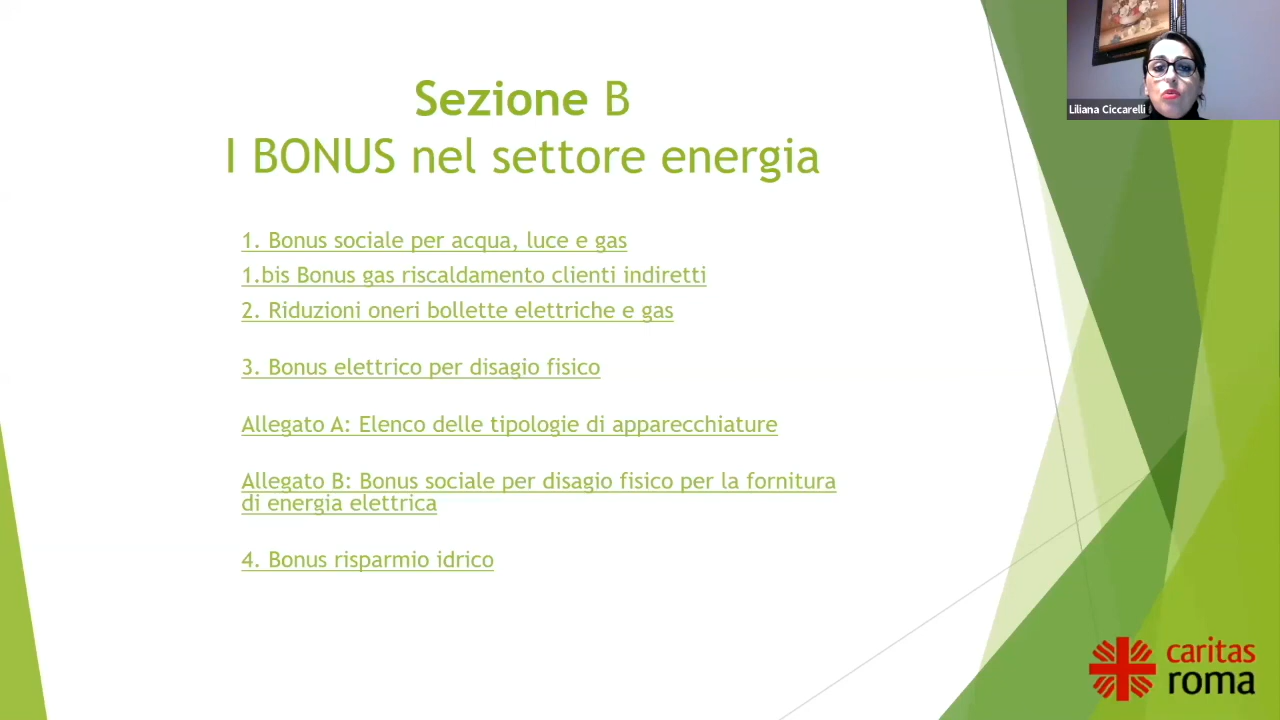 Sezione B
I BONUS nel settore energia
1. Bonus sociale per acqua, luce e gas
1.bis Bonus gas riscaldamento clienti indiretti
2. Riduzioni oneri bollette elettriche e gas
3. Bonus elettrico per disagio fisico
Allegato A: Elenco delle tipologie di apparecchiature
Allegato B: Bonus sociale per disagio fisico per la fornitura
di energia elettrica
4. Bonus risparmio idrico
Liliana Ciccarelli
caritas
roma